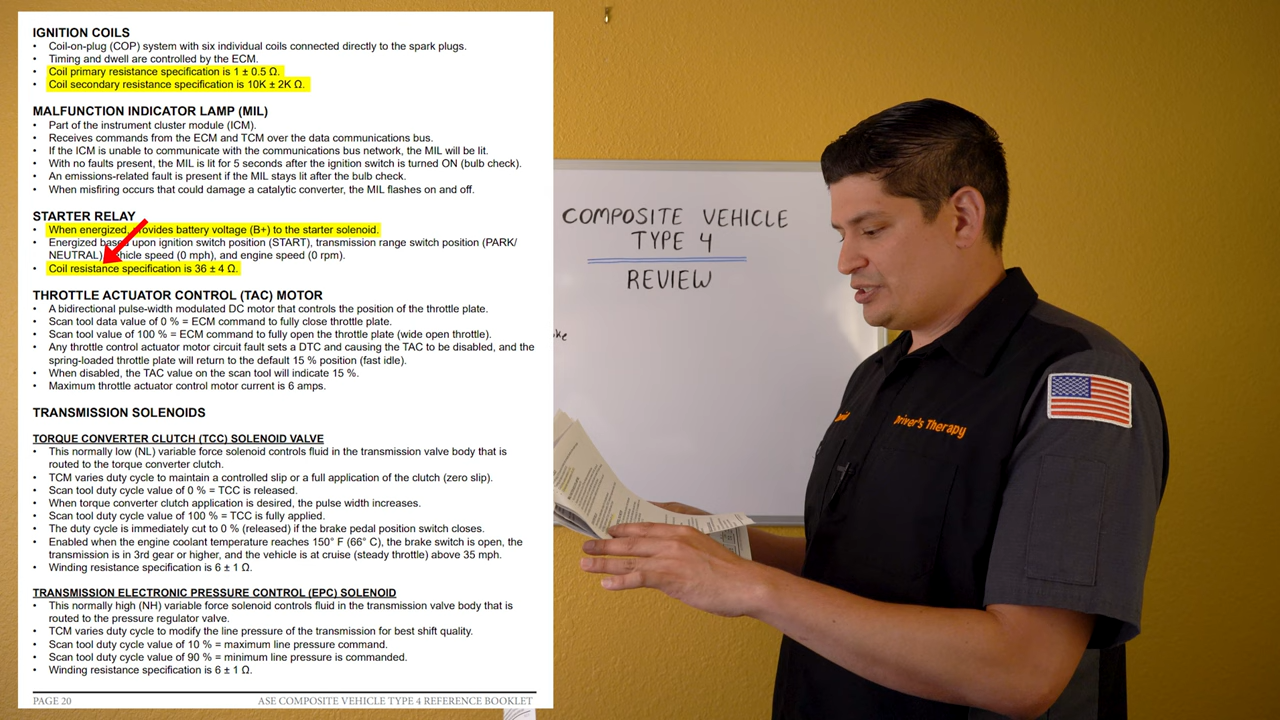 IGNITION COILS
• Coil-on-plug (COP) system with six individual coils connected directly to the spark plugs.
• Timing and dwell are controlled by the ECM.
• Coil primary resistance specification is 1 ± 0.5 Ω.
• Coil secondary resistance specification is 10K ± 2K Ω.
MALFUNCTION INDICATOR LAMP (MIL)
• Part of the instrument cluster module (ICM).
• Receives commands from the ECM and TCM over the data communications bus.
• If the ICM is unable to communicate with the communications bus network, the MIL will be lit.
• With no faults present, the MIL is lit for 5 seconds after the ignition switch is turned ON (bulb check).
• An emissions-related fault is present if the MIL stays lit after the bulb check.
• When misfiring occurs that could damage a catalytic converter, the MIL flashes on and off.
STARTER RELAY
• When energized, provides battery voltage (B+) to the starter solenoid.
• Energized based upon ignition switch position (START), transmission range switch position (PARK/
NEUTRAL), vehicle speed (0 mph), and engine speed (0 rpm).
• Coil resistance specification is 36 ± 4 Ω.
THROTTLE ACTUATOR CONTROL (TAC) MOTOR
• A bidirectional pulse-width modulated DC motor that controls the position of the throttle plate.
• Scan tool data value of 0 % = ECM command to fully close throttle plate.
• Scan tool value of 100 % = ECM command to fully open the throttle plate (wide open throttle).
• Any throttle control actuator motor circuit fault sets a DTC and causing the TAC to be disabled, and the
spring-loaded throttle plate will return to the default 15 % position (fast idle).
• When disabled, the TAC value on the scan tool will indicate 15 %.
• Maximum throttle actuator control motor current is 6 amps.
TRANSMISSION SOLENOIDS
TORQUE CONVERTER CLUTCH (TCC) SOLENOID VALVE
• This normally low (NL) variable force solenoid controls fluid in the transmission valve body that is
routed to the torque converter clutch.
• TCM varies duty cycle to maintain a controlled slip or a full application of the clutch (zero slip).
• Scan tool duty cycle value of 0 % = TCC is released.
• When torque converter clutch application is desired, the pulse width increases.
• Scan tool duty cycle value of 100 % = TCC is fully applied.
• The duty cycle is immediately cut to 0 % (released) if the brake pedal position switch closes.
• Enabled when the engine coolant temperature reaches 150° F (66° C), the brake switch is open, the
transmission is in 3rd gear or higher, and the vehicle is at cruise (steady throttle) above 35 mph.
• Winding resistance specification is 6 ± 1 Ω.
TRANSMISSION ELECTRONIC PRESSURE CONTROL (EPC) SOLENOID
• This normally high (NH) variable force solenoid controls fluid in the transmission valve body that is
routed to the pressure regulator valve.
• TCM varies duty cycle to modify the line pressure of the transmission for best shift quality.
• Scan tool duty cycle value of 10 % = maximum line pressure command.
• Scan tool duty cycle value of 90 % = minimum line pressure is commanded.
• Winding resistance specification is 6 ± 1 Ω.
PAGE 20 ASE COMPOSITE VEHICLE TYPE 4 REFERENCE BOOKLET
COMPOSITE VEHICLE
TYPE 4
REVIEW
Driver's Therapy